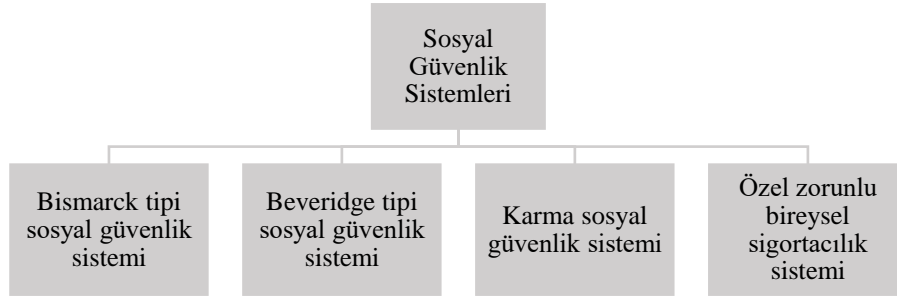 Sosyal
Güvenlik
Sistemleri
Bismarck tipi
sosyal güvenlik
sistemi
Beveridge tipi
sosyal güvenlik
sistemi
Karma sosyal
güvenlik sistemi
Özel zorunlu
bireysel
sigortacılık
sistemi